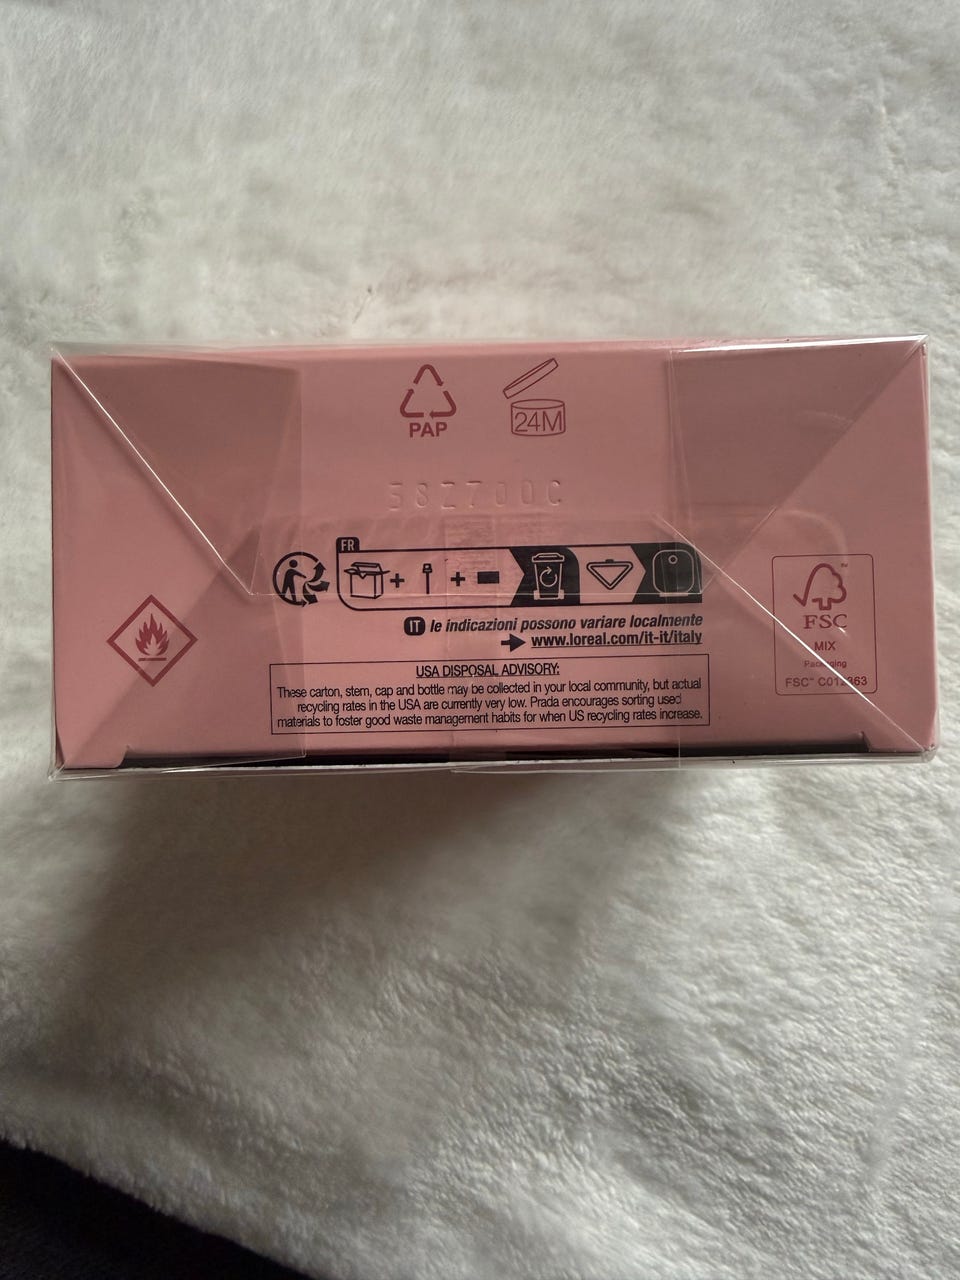 PAP
24M
58Z700C
FR
IT le indicazioni possono variare localmente
www.loreal.com/it-it/italy
USA DISPOSAL ADVISORY:
These carton, stem, cap and bottle may be collected in your local community, but actual
recycling rates in the USA are currently very low. Prada encourages sorting used
materials to foster good waste management habits for when US recycling rates increase.
™
FSC
MIX
Packaging